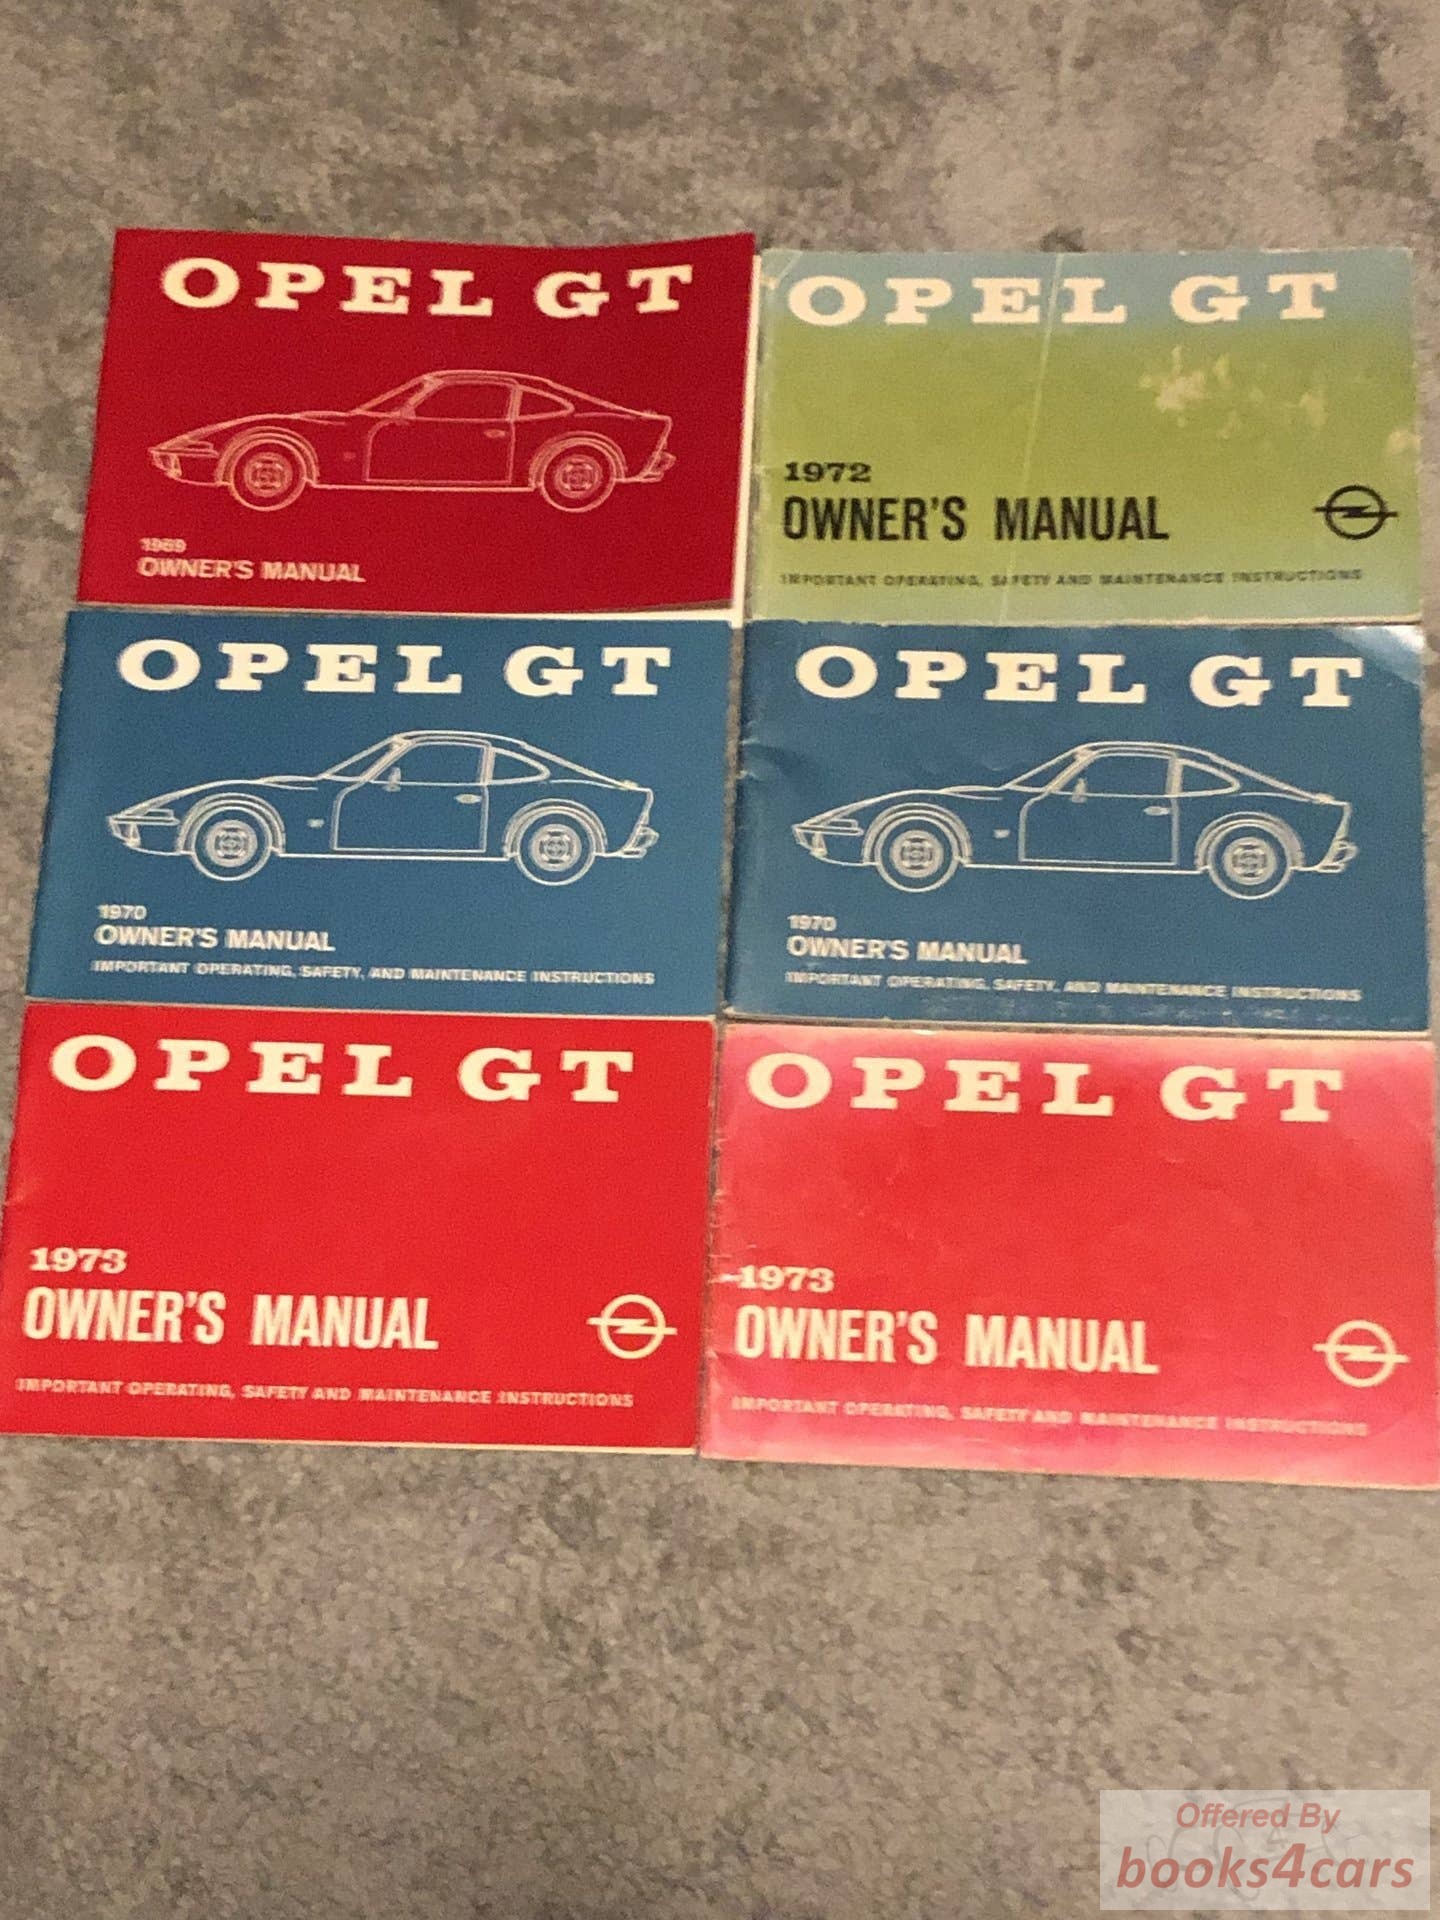 OPEL GT
1969
OWNER'S MANUAL
OPEL GT
1972
OWNER'S MANUAL
IMPORTANT OPERATING, SAFETY AND MAINTENANCE INSTRUCTIONS
OPEL GT
1970
OWNER'S MANUAL
IMPORTANT OPERATING, SAFETY, AND MAINTENANCE INSTRUCTIONS
OPEL GT
1970
OWNER'S MANUAL
IMPORTANT OPERATING, SAFETY, AND MAINTENANCE INSTRUCTIONS
OPEL GT
1973
OWNER'S MANUAL
IMPORTANT OPERATING, SAFETY AND MAINTENANCE INSTRUCTIONS
OPEL GT
1973
OWNER'S MANUAL
IMPORTANT OPERATING, SAFETY AND MAINTENANCE INSTRUCTIONS
Offered By
books4cars